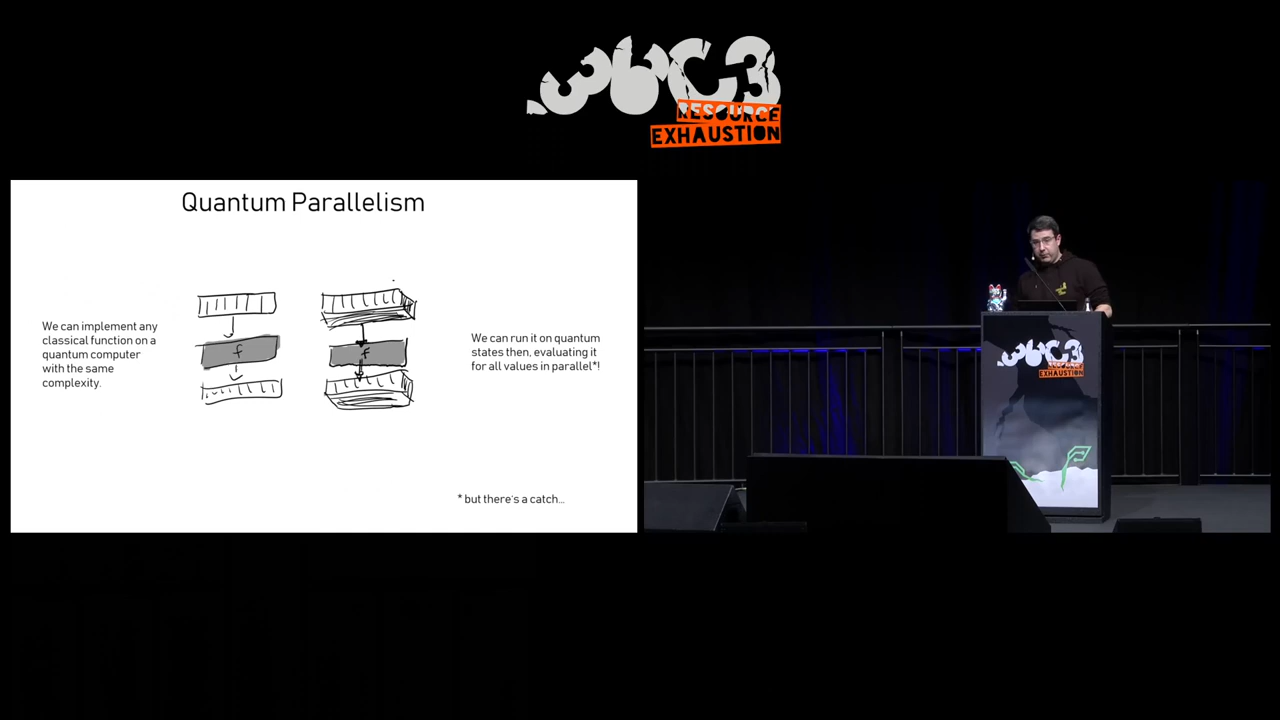 36C3
RESOURCE
EXHAUSTION
Quantum Parallelism
We can implement any
classical function on a
quantum computer
with the same
complexity.
f
f
We can run it on quantum
states then, evaluating it
for all values in parallel*!
* but there's a catch...
36C3
RESOURCE
EXHAUSTION